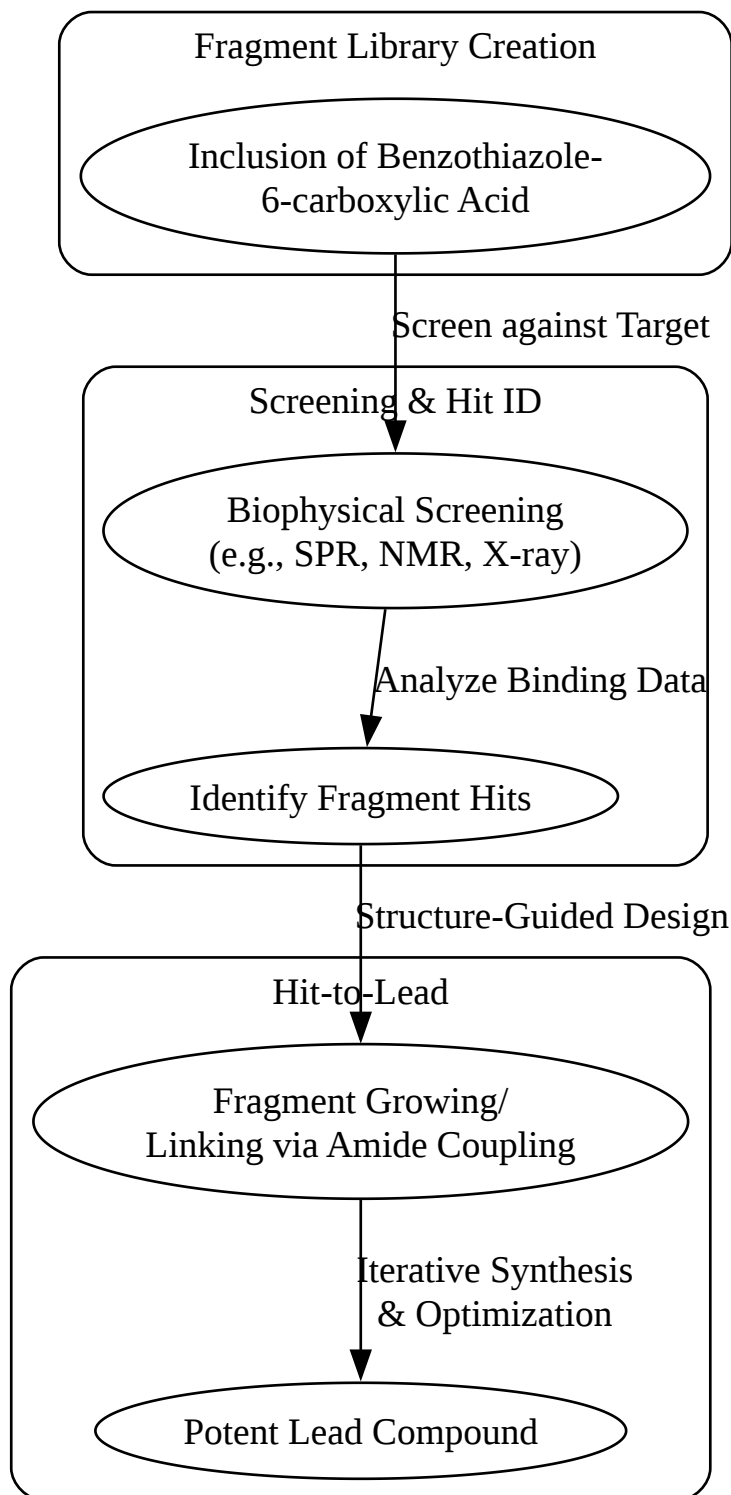 Fragment Library Creation
Inclusion of Benzothiazole-
6-carboxylic Acid
Screen against Target
Screening & Hit ID
Biophysical Screening
(e.g., SPR, NMR, X-ray)
Analyze Binding Data
Identify Fragment Hits
Structure-Guided Design
Hit-to-Lead
Fragment Growing/
Linking via Amide Coupling
Iterative Synthesis
& Optimization
Potent Lead Compound